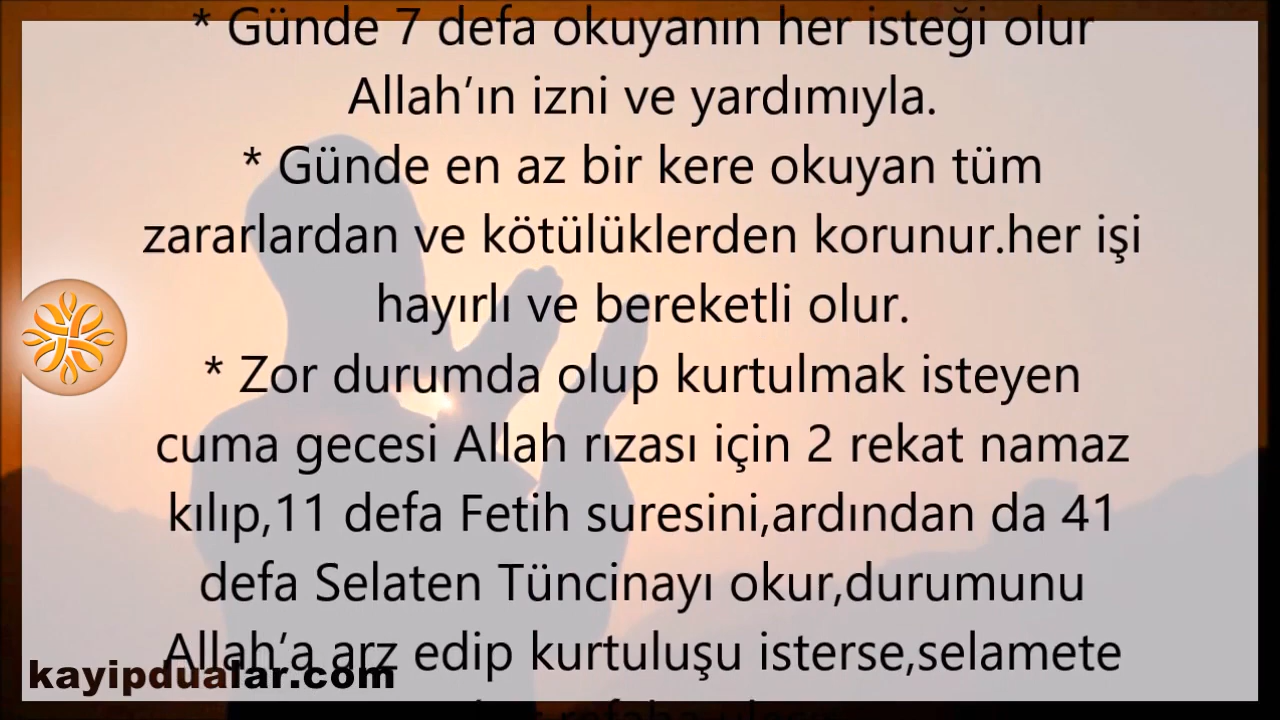 * Günde 7 defa okuyanın her isteği olur
Allah’ın izni ve yardımıyla.
* Günde en az bir kere okuyan tüm
zararlardan ve kötülüklerden korunur.her işi
hayırlı ve bereketli olur.
* Zor durumda olup kurtulmak isteyen
cuma gecesi Allah rızası için 2 rekat namaz
kılıp,11 defa Fetih suresini,ardından da 41
defa Selaten Tüncinayı okur,durumunu
Allah’a arz edip kurtuluşu isterse,selamete
kayipdualar.com